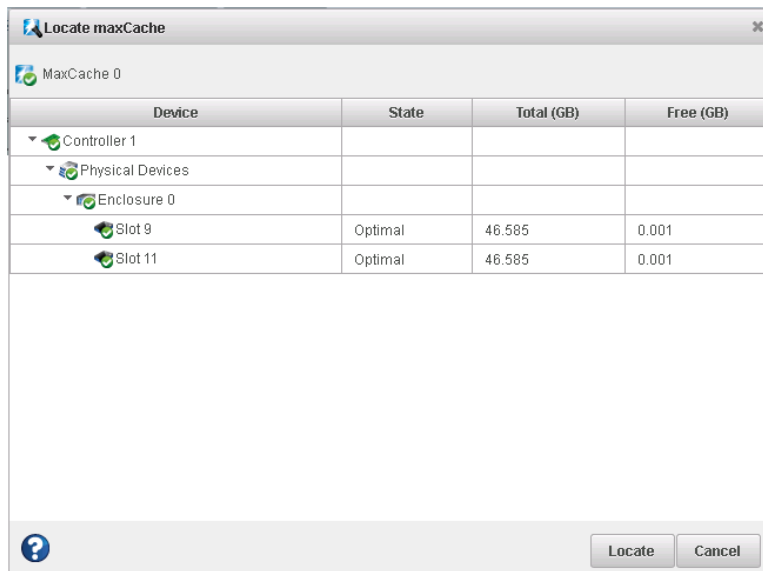 Locate maxCache
MaxCache 0
Device State Total (GB) Free (GB)
Controller 1
Physical Devices
Enclosure 0
Slot 9 Optimal 46.585 0.001
Slot 11 Optimal 46.585 0.001
? Locate Cancel